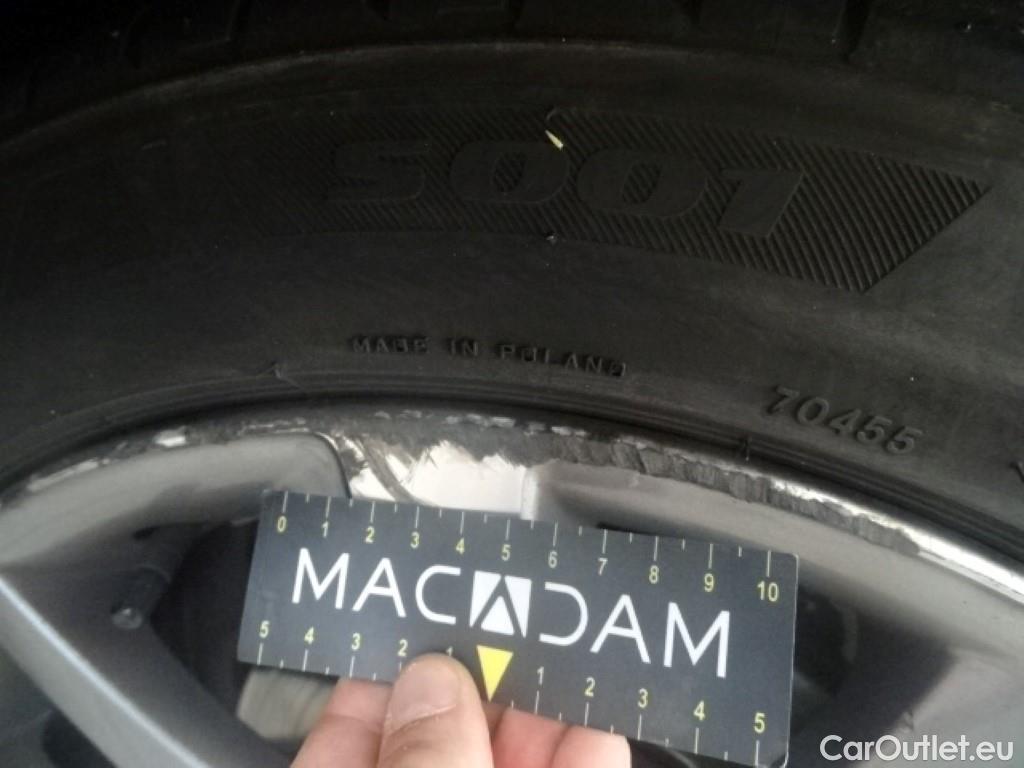 S001
MADE IN POLAND
70455
0 1 2 3 4 5 6 7 8 9 10
MACADAM
5 4 3 2 1 1 2 3 4 5
CarOutlet.eu